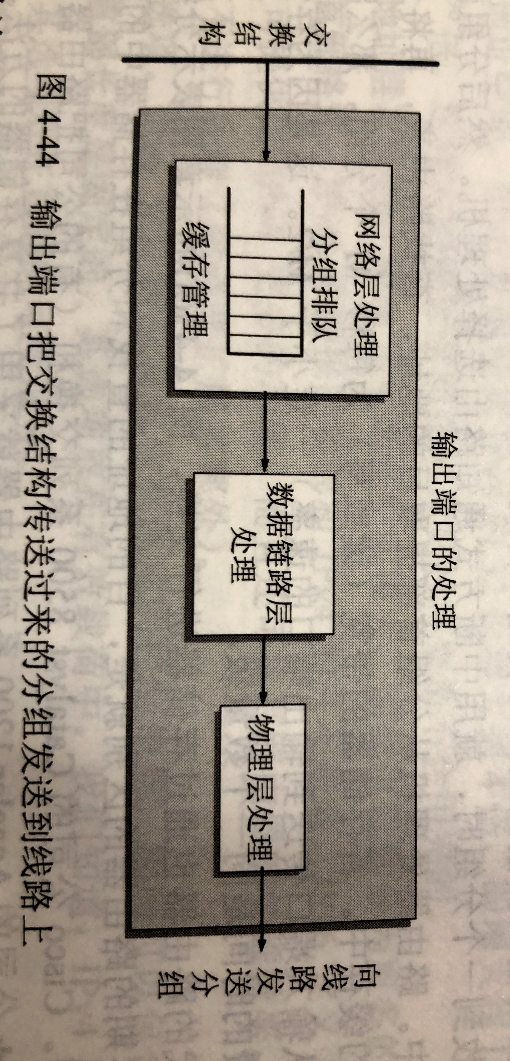 输出端口的处理
交换结构
网络层处理
分组排队
缓存管理
数据链路层
处理
物理层处理
向线路发送分组
图 4-44 输出端口把交换结构传送过来的分组发送到线路上